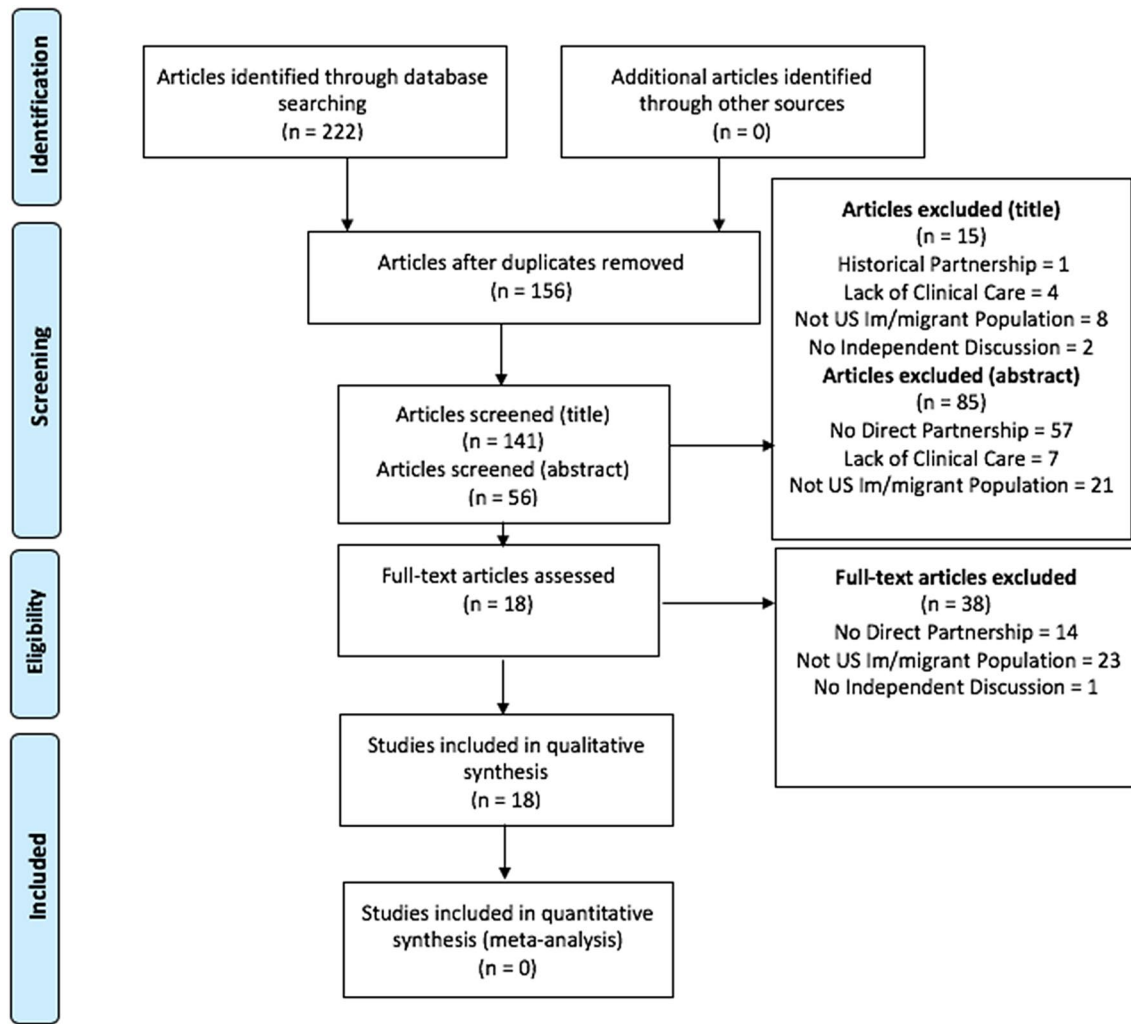 Identification
Articles identified through database
searching
(n = 222)
Additional articles identified
through other sources
(n = 0)
Screening
Articles after duplicates removed
(n = 156)
Articles screened (title)
(n = 141)
Articles screened (abstract)
(n = 56)
Articles excluded (title)
(n = 15)
Historical Partnership = 1
Lack of Clinical Care = 4
Not US Im/migrant Population = 8
No Independent Discussion = 2
Articles excluded (abstract)
(n = 85)
No Direct Partnership = 57
Lack of Clinical Care = 7
Not US Im/migrant Population = 21
Eligibility
Full-text articles assessed
(n = 18)
Full-text articles excluded
(n = 38)
No Direct Partnership = 14
Not US Im/migrant Population = 23
No Independent Discussion = 1
Included
Studies included in qualitative
synthesis
(n = 18)
Studies included in quantitative
synthesis (meta-analysis)
(n = 0)